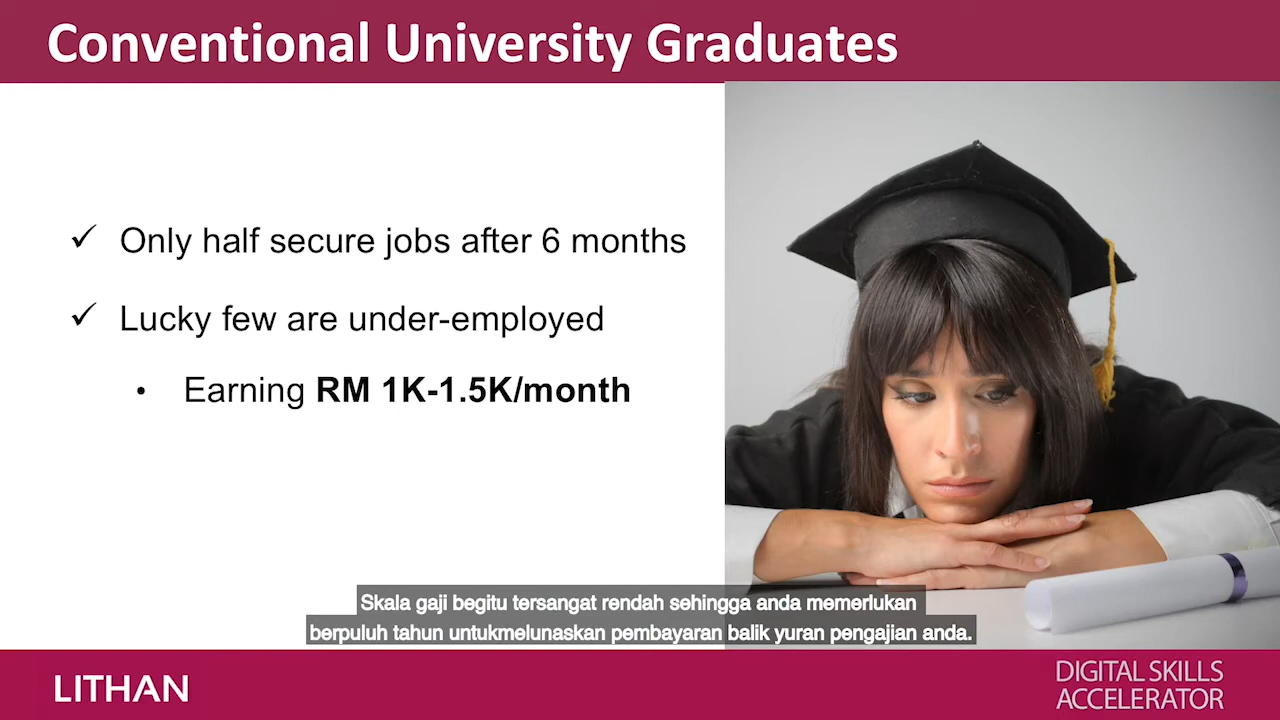 Conventional University Graduates
✓ Only half secure jobs after 6 months
✓ Lucky few are under-employed
• Earning RM 1K-1.5K/month
Skala gaji begitu tersangat rendah sehingga anda memerlukan
berpuluh tahun untukmelunaskan pembayaran balik yuran pengajian anda.
LITHAN
DIGITAL SKILLS
ACCELERATOR